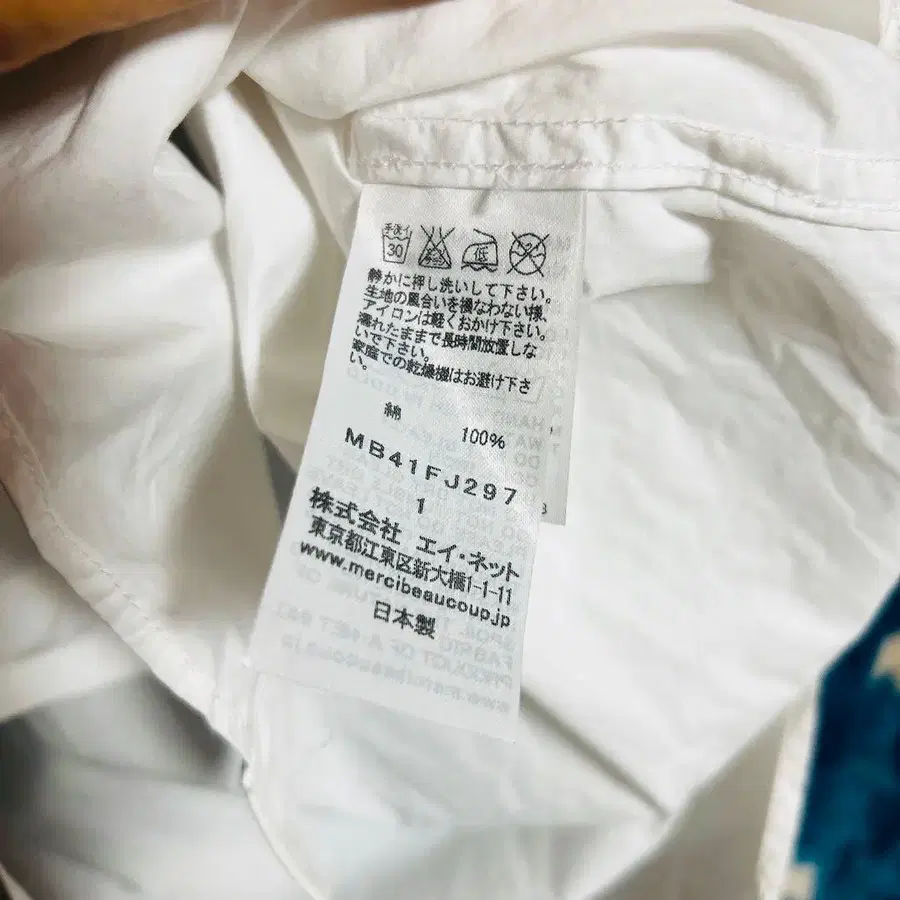 手洗イ
30
低
静かに押し洗いして下さい。
生地の風合いを損なわない様、
アイロンは軽くおかけ下さい。
濡れたままで長時間放置しな
いで下さい。
家庭での乾燥機はお避け下さ
い。
綿 100%
MB41FJ297
1
株式会社 エイ・ネット
東京都江東区新大橋1-1-11
www.mercibeaucoup.jp
日本製